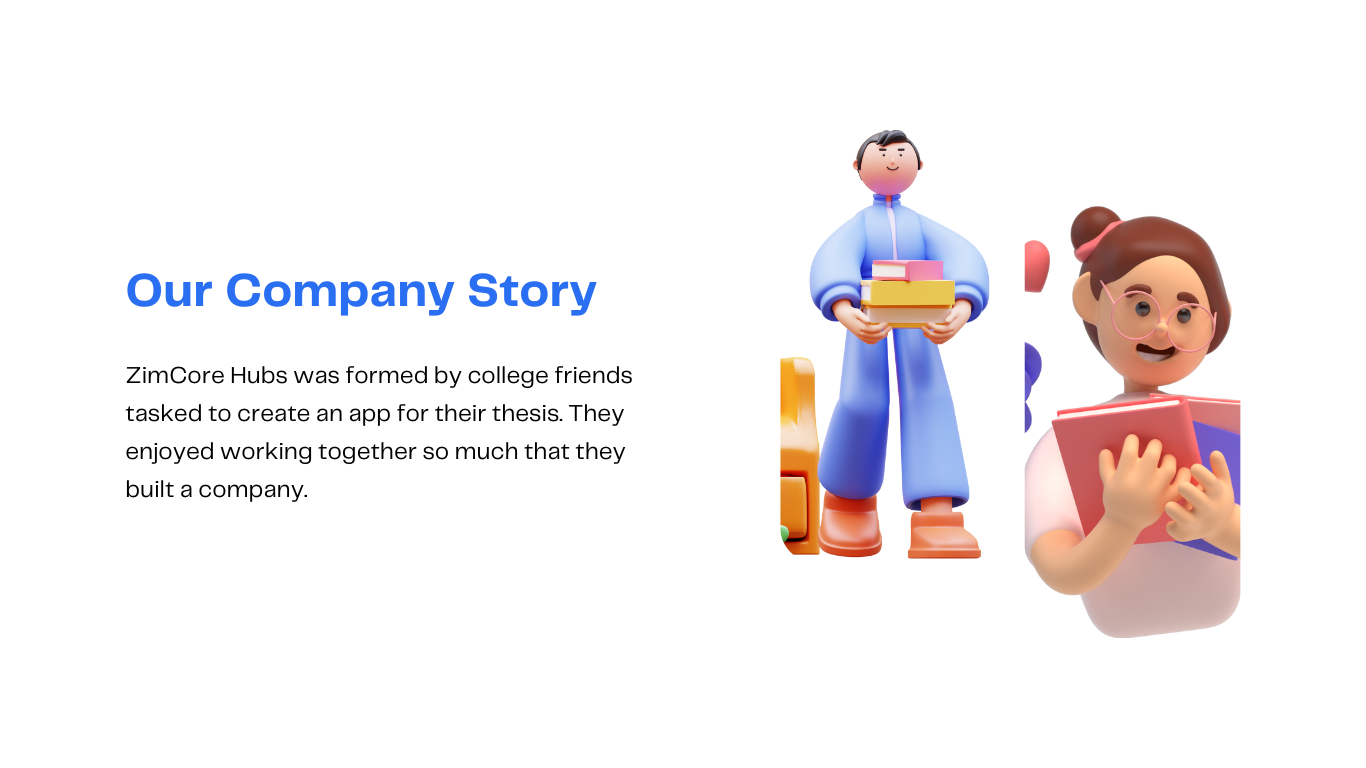 Our Company Story
ZimCore Hubs was formed by college friends
tasked to create an app for their thesis. They
enjoyed working together so much that they
built a company.